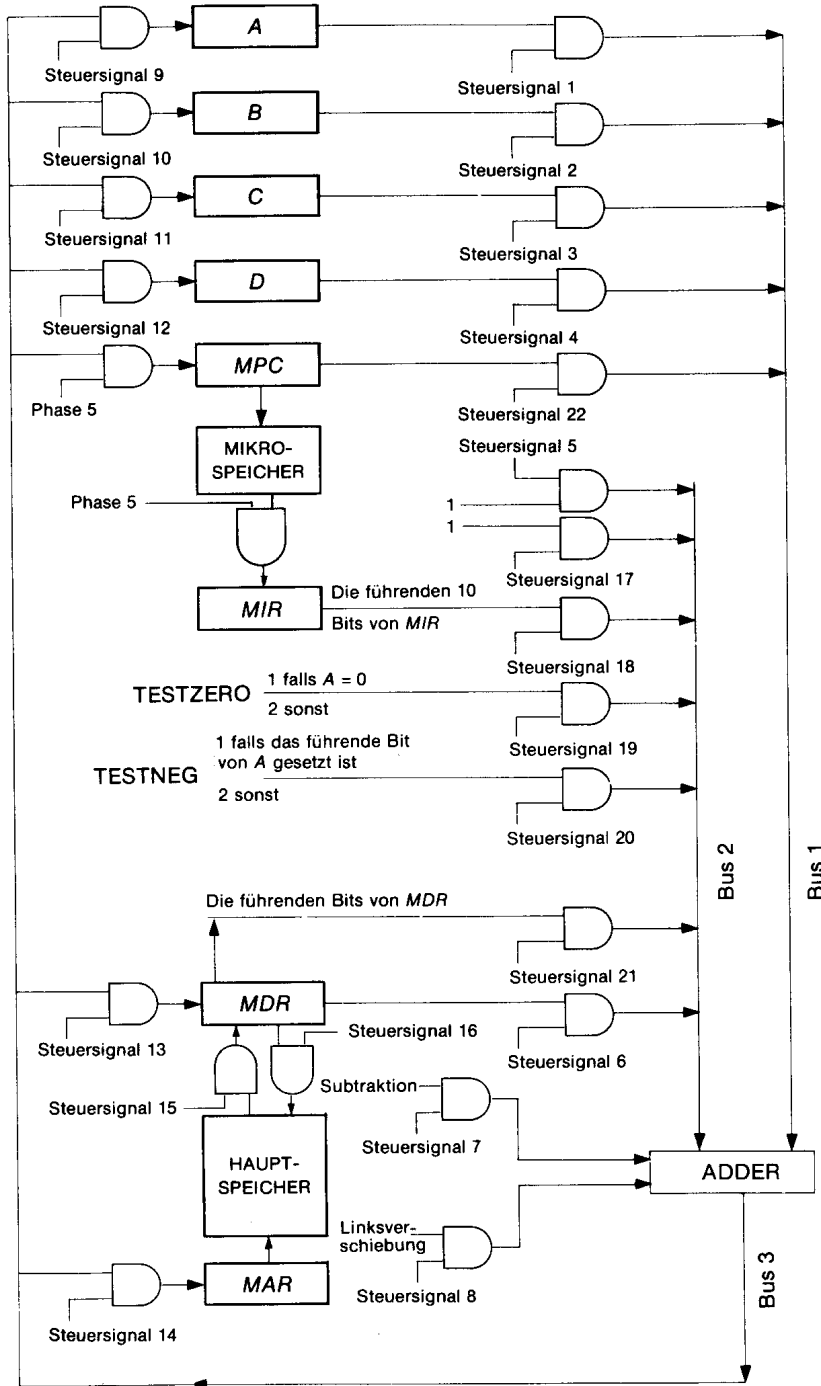 A
Steuersignal 9
Steuersignal 1
B
Steuersignal 10
Steuersignal 2
C
Steuersignal 11
Steuersignal 3
D
Steuersignal 12
Steuersignal 4
MPC
Phase 5
Steuersignal 22
MIKRO-
SPEICHER
Steuersignal 5
Phase 5
1
1
Steuersignal 17
MIR
Die führenden 10
Bits von MIR
Steuersignal 18
TESTZERO
1 falls A = 0
2 sonst
Steuersignal 19
TESTNEG
1 falls das führende Bit
von A gesetzt ist
2 sonst
Steuersignal 20
Bus 2
Bus 1
Die führenden Bits von MDR
Steuersignal 21
MDR
Steuersignal 13
Steuersignal 16
Steuersignal 6
Steuersignal 15
Subtraktion
Steuersignal 7
HAUPT-
SPEICHER
ADDER
Linksver-
schiebung
Steuersignal 8
Bus 3
MAR
Steuersignal 14